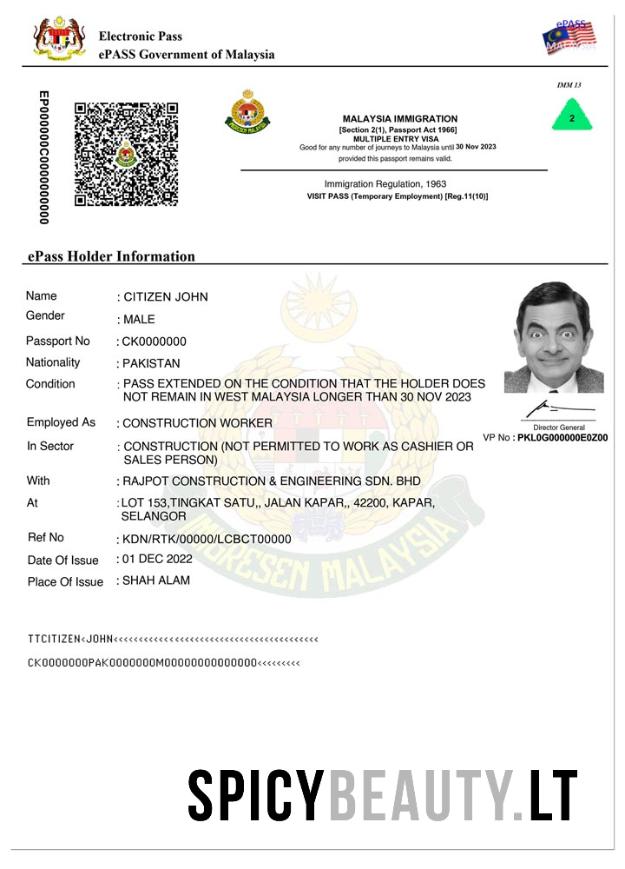 Electronic Pass
ePASS Government of Malaysia
ePASS
MALAYSIA
IMM 13
EP000000C0000000000
MALAYSIA IMMIGRATION
[Section 2(1), Passport Act 1966]
MULTIPLE ENTRY VISA
Good for any number of journeys to Malaysia until 30 Nov 2023
provided this passport remains valid.
2
Immigration Regulation, 1963
VISIT PASS (Temporary Employment) [Reg.11(10)]
ePass Holder Information
Name : CITIZEN JOHN
Gender : MALE
Passport No : CK0000000
Nationality : PAKISTAN
Condition : PASS EXTENDED ON THE CONDITION THAT THE HOLDER DOES
NOT REMAIN IN WEST MALAYSIA LONGER THAN 30 NOV 2023
Employed As : CONSTRUCTION WORKER
Director General
VP No : PKL0G000000E0Z00
In Sector : CONSTRUCTION (NOT PERMITTED TO WORK AS CASHIER OR
SALES PERSON)
With : RAJPOT CONSTRUCTION & ENGINEERING SDN. BHD
At :LOT 153,TINGKAT SATU,, JALAN KAPAR,, 42200, KAPAR,
SELANGOR
Ref No : KDN/RTK/00000/LCBCT00000
Date Of Issue : 01 DEC 2022
Place Of Issue : SHAH ALAM
IMIGRESEN MALAYSIA
TTCITIZEN<JOHN<<<<<<<<<<<<<<<<<<<<<<<<<<<<<<<<<<<<<<<<<
CK0000000PAK0000000M00000000000000<<<<<<<<<
SPICYBEAUTY.LT